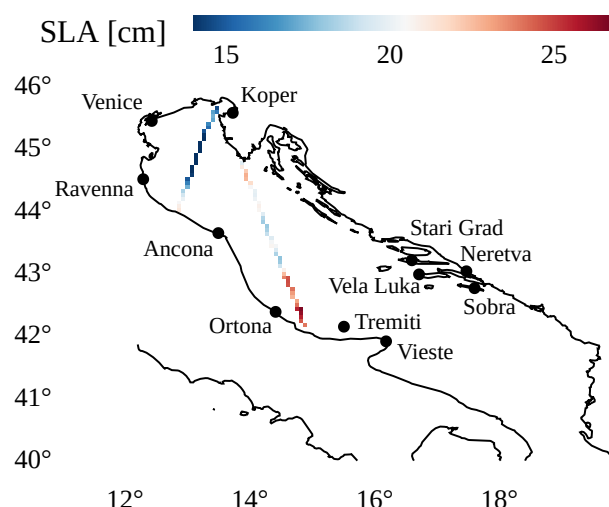 SLA [cm]
15 20 25
46°
Venice
Koper
45°
Ravenna
44°
Stari Grad
Ancona
Neretva
43°
Vela Luka
Sobra
Ortona
Tremiti
42°
Vieste
41°
40°
12° 14° 16° 18°